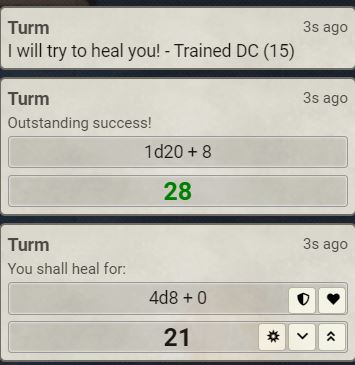 Turm 3s ago
I will try to heal you! - Trained DC (15)
Turm 3s ago
Outstanding success!
1d20 + 8
28
Turm 3s ago
You shall heal for:
4d8 + 0
21